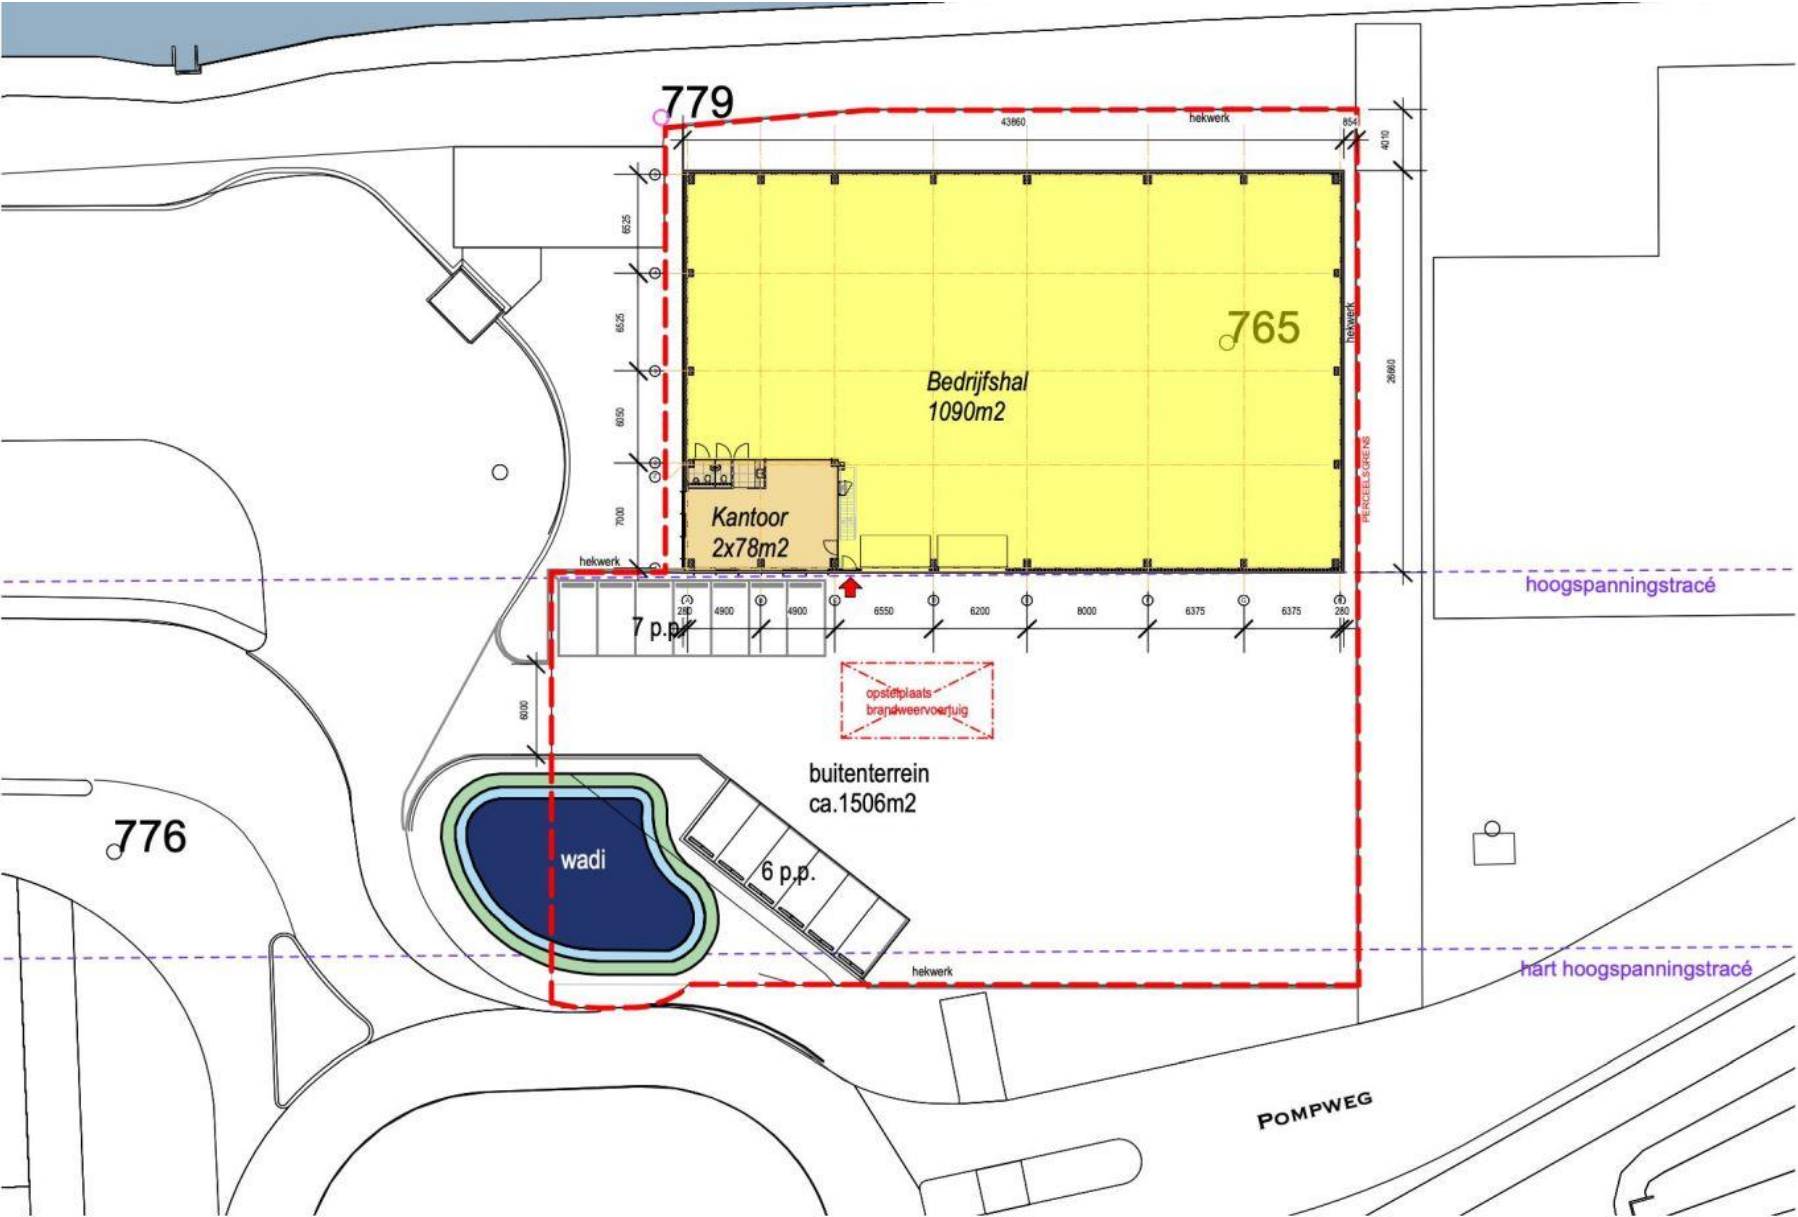 779
43860
hekwerk
854
4010
6525
6525
765
hekwerk
Bedrijfshal
1090m2
26660
6050
PERCEELSGRENS
Kantoor
2x78m2
7000
hekwerk
hoogspanningstracé
280
4900
4900
6550
6200
8000
6375
6375
280
7 p.p.
opstelplaats
brandweervoertuig
6000
buitenterrein
ca.1506m2
776
wadi
6 p.p.
hekwerk
hart hoogspanningstracé
POMPWEG